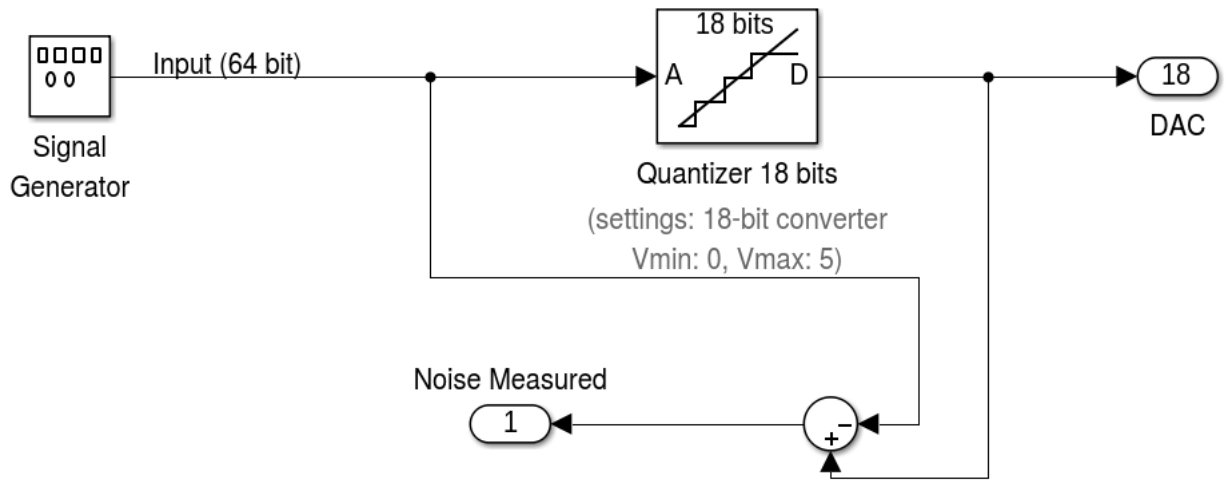 Input (64 bit)
Signal
Generator
18 bits
A
D
Quantizer 18 bits
(settings: 18-bit converter
Vmin: 0, Vmax: 5)
18
DAC
Noise Measured
1
−
+